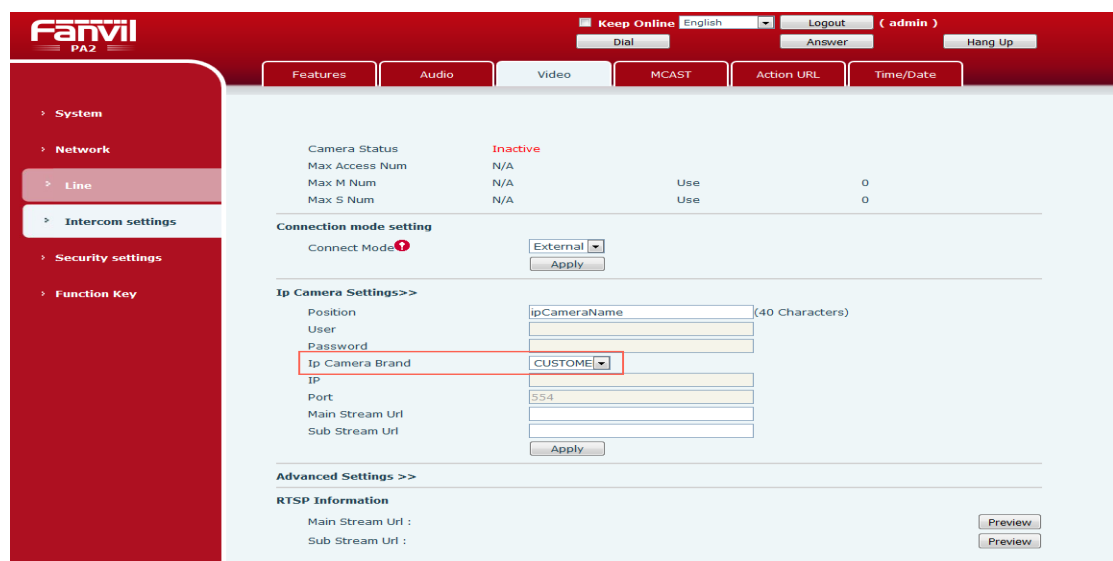 Fanvil
PA2
Keep Online English Logout ( admin )
Dial Answer Hang Up
Features Audio Video MCAST Action URL Time/Date
System
Network
Line
Intercom settings
Security settings
Function Key
Camera Status Inactive
Max Access Num N/A
Max M Num N/A Use 0
Max S Num N/A Use 0
Connection mode setting
Connect Mode External
Apply
Ip Camera Settings>>
Position ipCameraName (40 Characters)
User
Password
Ip Camera Brand CUSTOME
IP
Port 554
Main Stream Url
Sub Stream Url
Apply
Advanced Settings >>
RTSP Information
Main Stream Url : Preview
Sub Stream Url : Preview